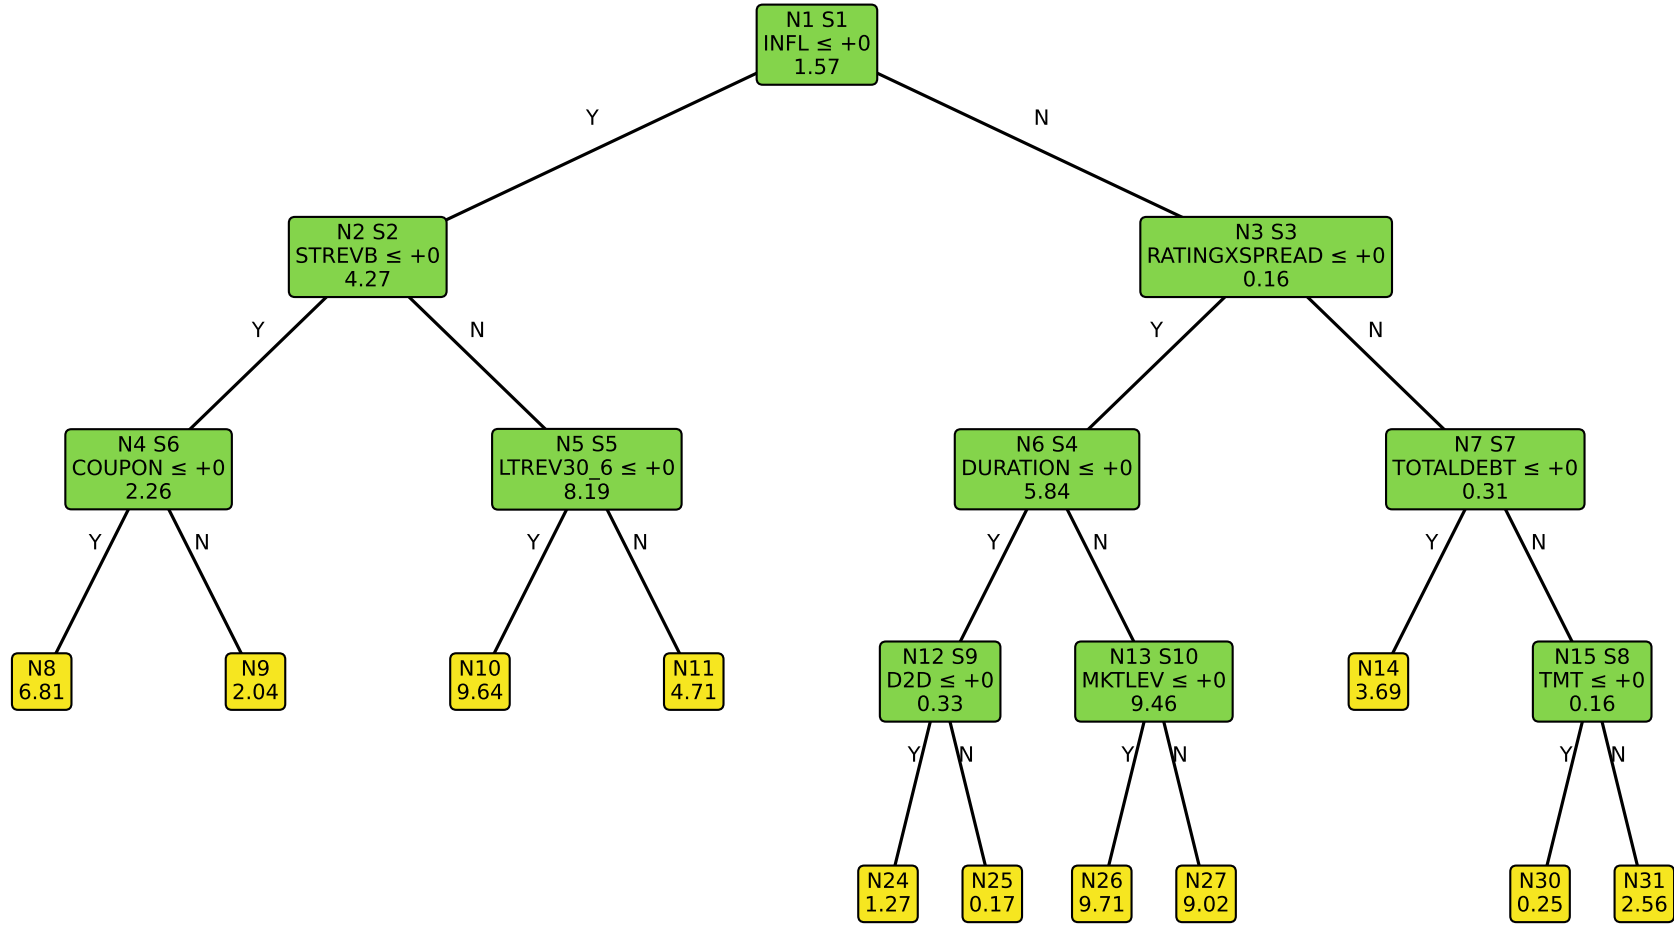 N1 S1
INFL ≤ +0
1.57
Y
N
N2 S2
STREVB ≤ +0
4.27
N3 S3
RATINGXSPREAD ≤ +0
0.16
Y
N
Y
N
N4 S6
COUPON ≤ +0
2.26
N5 S5
LTREV30_6 ≤ +0
8.19
N6 S4
DURATION ≤ +0
5.84
N7 S7
TOTALDEBT ≤ +0
0.31
Y
N
Y
N
Y
N
Y
N
N8
6.81
N9
2.04
N10
9.64
N11
4.71
N12 S9
D2D ≤ +0
0.33
N13 S10
MKTLEV ≤ +0
9.46
N14
3.69
N15 S8
TMT ≤ +0
0.16
Y
N
Y
N
Y
N
N24
1.27
N25
0.17
N26
9.71
N27
9.02
N30
0.25
N31
2.56